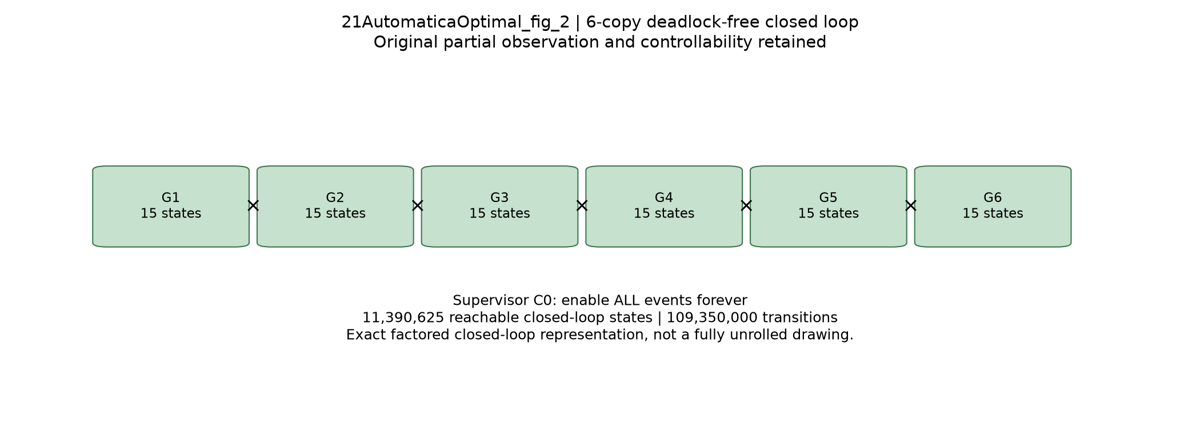 21AutomaticaOptimal_fig_2 | 6-copy deadlock-free closed loop
Original partial observation and controllability retained
G1
15 states
×
G2
15 states
×
G3
15 states
×
G4
15 states
×
G5
15 states
×
G6
15 states
Supervisor C0: enable ALL events forever
11,390,625 reachable closed-loop states | 109,350,000 transitions
Exact factored closed-loop representation, not a fully unrolled drawing.